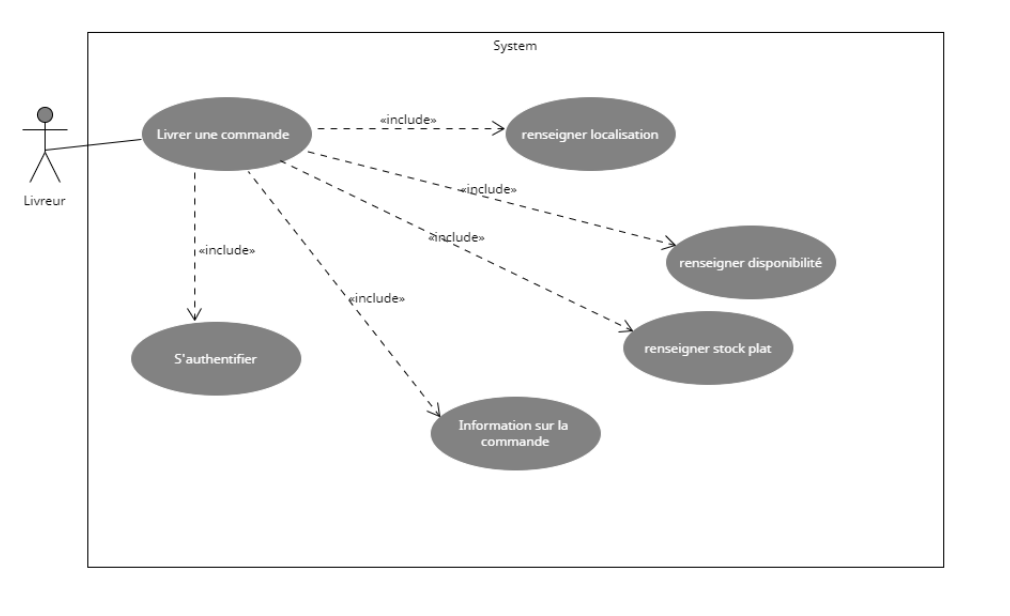 System
Livrer une commande
«include»
renseigner localisation
Livreur
«include»
«include»
«include»
renseigner disponibilité
«include»
renseigner stock plat
S'authentifier
Information sur la
commande